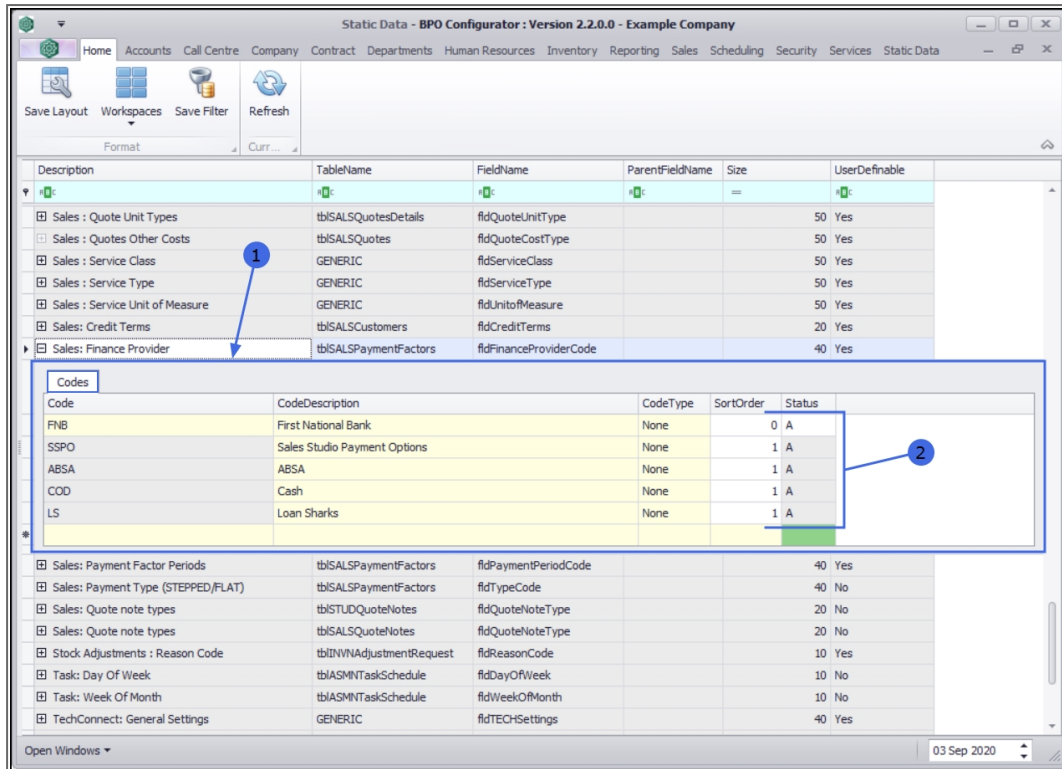 Static Data - BPO Configurator : Version 2.2.0.0 - Example Company
Home Accounts Call Centre Company Contract Departments Human Resources Inventory Reporting Sales Scheduling Security Services Static Data
Save Layout Workspaces Save Filter Refresh
Format Curr...
Description TableName FieldName ParentFieldName Size UserDefinable
Sales : Quote Unit Types tblSALSQuotesDetails fldQuoteUnitType 50 Yes
Sales : Quotes Other Costs tblSALSQuotes fldQuoteCostType 50 Yes
1
Sales : Service Class GENERIC fldServiceClass 50 Yes
Sales : Service Type GENERIC fldServiceType 50 Yes
Sales : Service Unit of Measure GENERIC fldUnitofMeasure 50 Yes
Sales: Credit Terms tblSALSCustomers fldCreditTerms 20 Yes
Sales: Finance Provider tblSALSPaymentFactors fldFinanceProviderCode 40 Yes
Codes
Code CodeDescription CodeType SortOrder Status
FNB First National Bank None 0 A
SSPO Sales Studio Payment Options None 1 A
2
ABSA ABSA None 1 A
COD Cash None 1 A
LS Loan Sharks None 1 A
Sales: Payment Factor Periods tblSALSPaymentFactors fldPaymentPeriodCode 40 Yes
Sales: Payment Type (STEPPED/FLAT) tblSALSPaymentFactors fldTypeCode 40 No
Sales: Quote note types tblSTUDQuoteNotes fldQuoteNoteType 20 No
Sales: Quote note types tblSALSQuoteNotes fldQuoteNoteType 20 No
Stock Adjustments : Reason Code tblINVNAdjustmentRequest fldReasonCode 10 Yes
Task: Day Of Week tblASMNTaskSchedule fldDayOfWeek 10 No
Task: Week Of Month tblASMNTaskSchedule fldWeekOfMonth 10 No
TechConnect: General Settings GENERIC fldTECHSettings 40 Yes
Open Windows 03 Sep 2020